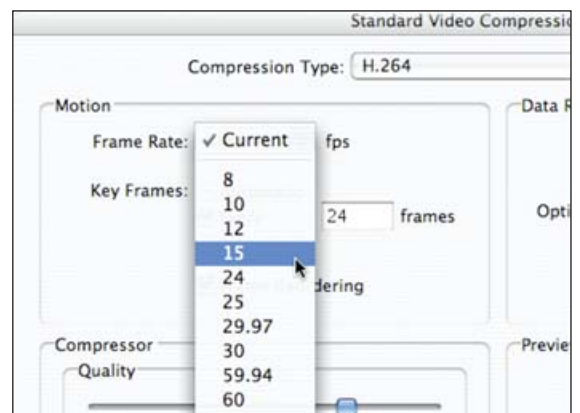 Standard Video Compressio
Compression Type: H.264
Motion
Data R
Frame Rate: ✓ Current fps
8
Key Frames:
10
24 frames
Opti
12
15
24
dering
25
29.97
Compressor
30
Previe
Quality
59.94
60